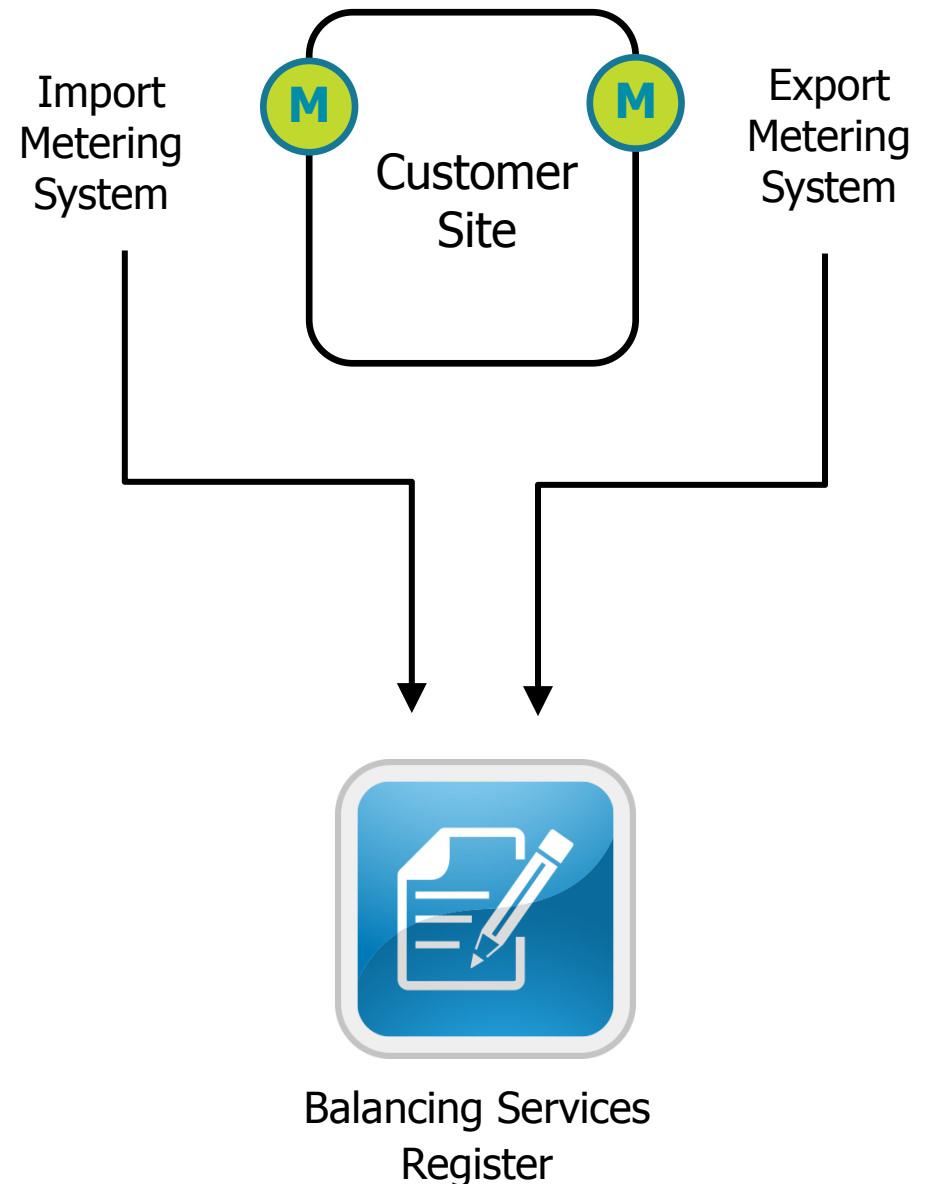 Import
Metering
System
M
M
Export
Metering
System
Customer
Site
Balancing Services
Register